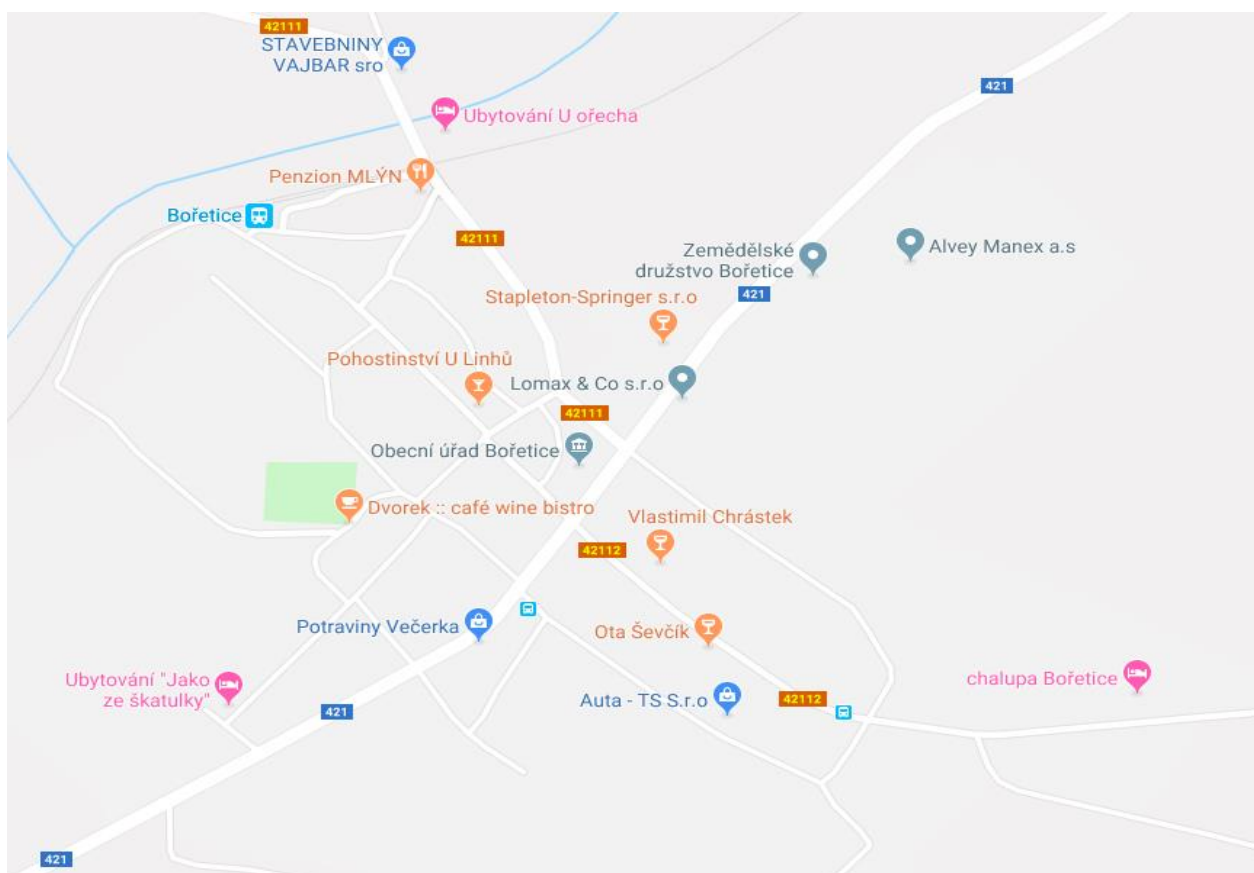 42111
STAVEBNINY
VAJBAR sro
421
Ubytování U ořecha
Penzion MLÝN
Bořetice
42111
Zemědělské
družstvo Bořetice
Alvey Manex a.s
421
Stapleton-Springer s.r.o
Pohostinství U Linhů
Lomax & Co s.r.o
42111
Obecní úřad Bořetice
Dvorek :: café wine bistro
Vlastimil Chrástek
42112
Potraviny Večerka
Ota Ševčík
Ubytování "Jako
ze škatulky"
chalupa Bořetice
Auta - TS S.r.o
42112
421
421